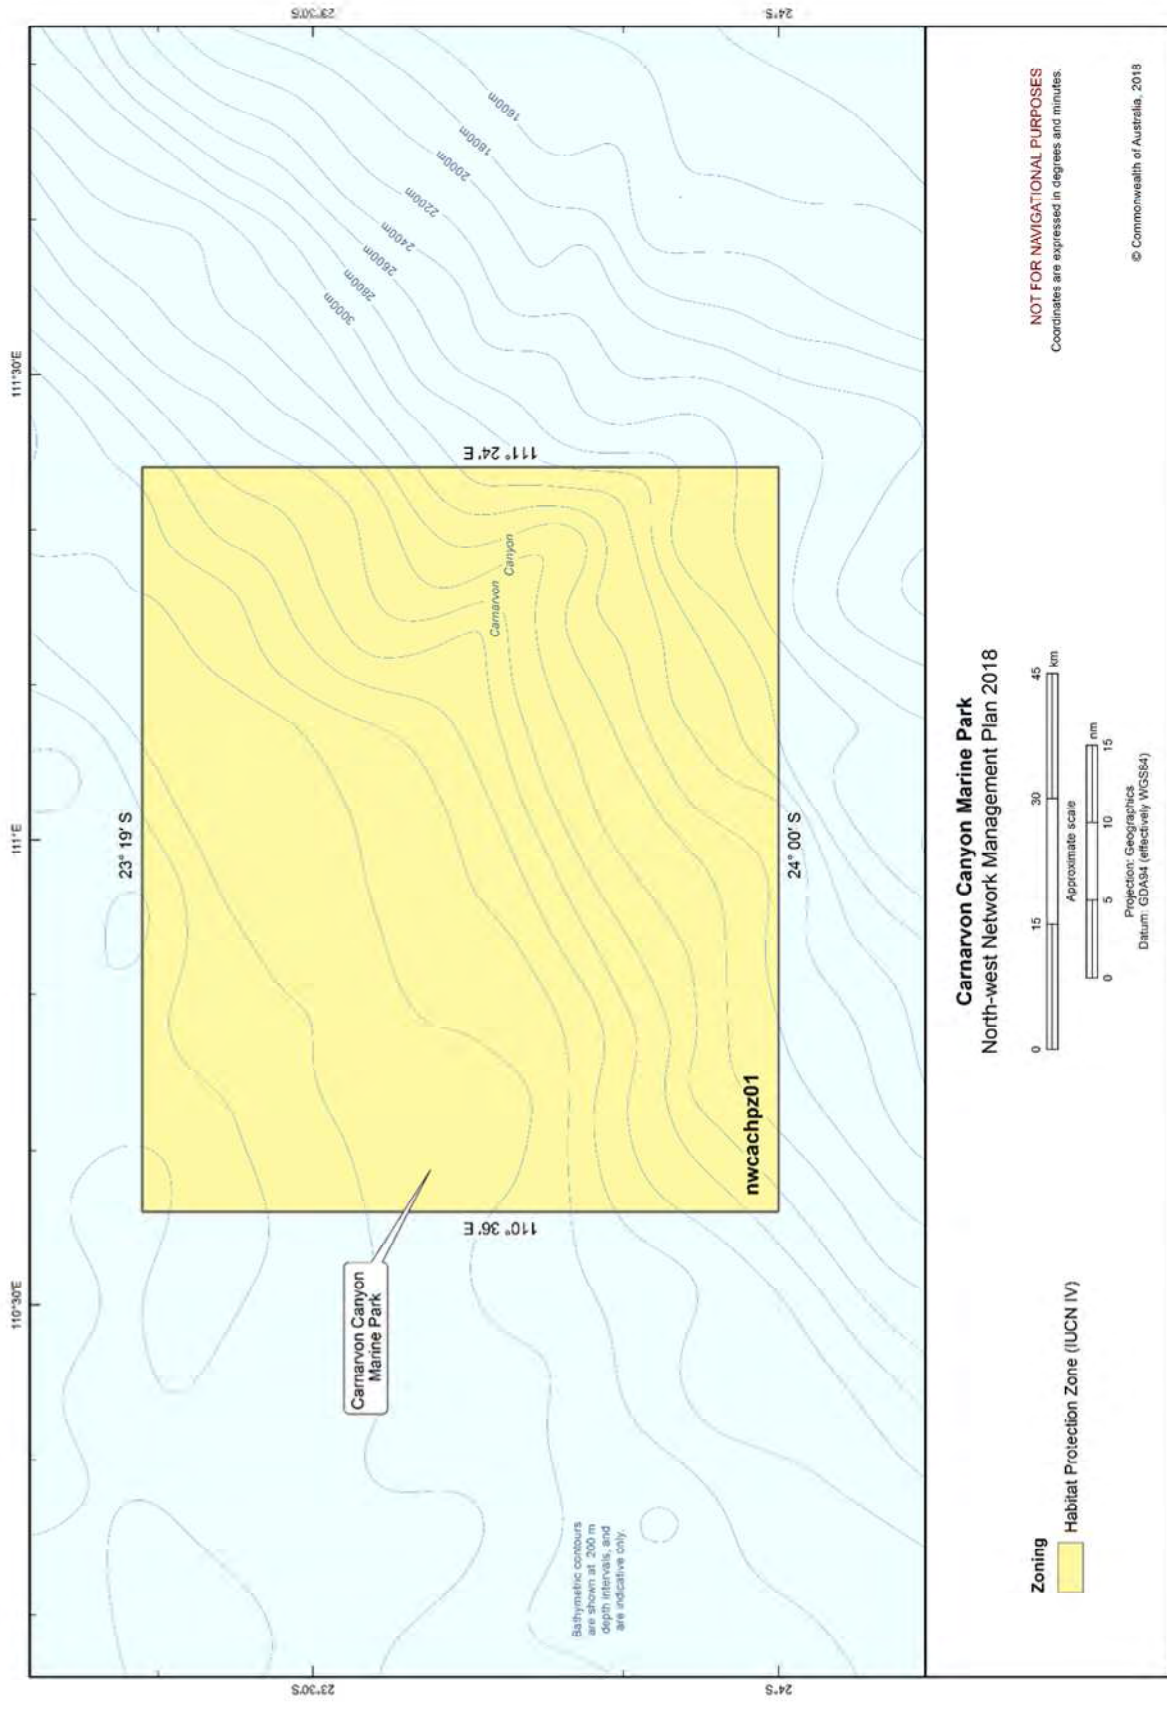 110°30'E
111°E
111°30'E
23°30'S
23°30'S
24°S
24°S
23° 19' S
110° 36' E
111° 24' E
24° 00' S
Carnarvon Canyon
Marine Park
Carnarvon
Canyon
nwcachpz01
3000m
2800m
2600m
2400m
2200m
2000m
1800m
1600m
Bathymetric contours
are shown at 200 m
depth intervals, and
are indicative only.
Carnarvon Canyon Marine Park
North-west Network Management Plan 2018
Zoning
Habitat Protection Zone (IUCN IV)
0 15 30 45
km
Approximate scale
nm
0 5 10 15
Projection: Geographics
Datum: GDA94 (effectively WGS84)
NOT FOR NAVIGATIONAL PURPOSES
Coordinates are expressed in degrees and minutes.
© Commonwealth of Australia, 2018